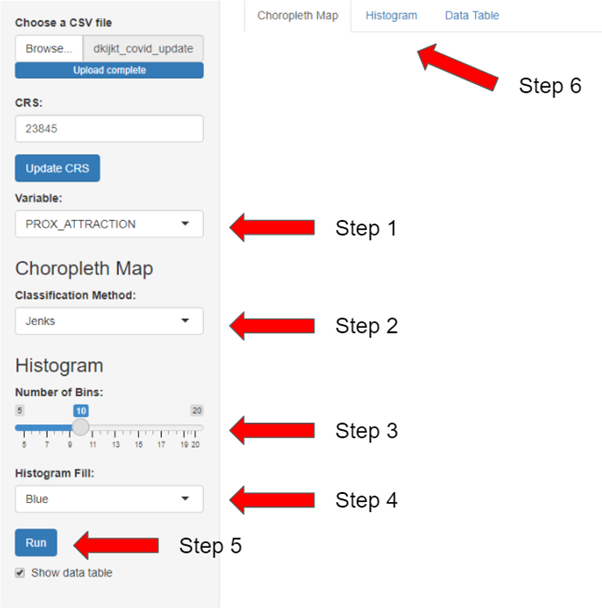 Choose a CSV file
Browse... dkijkt_covid_update
Upload complete
CRS:
23845
Update CRS
Variable:
PROX_ATTRACTION
Choropleth Map
Classification Method:
Jenks
Histogram
Number of Bins:
5 10 20
5 7 9 11 13 15 17 19 20
Histogram Fill:
Blue
Run
Show data table
Choropleth Map Histogram Data Table
Step 6
Step 1
Step 2
Step 3
Step 4
Step 5